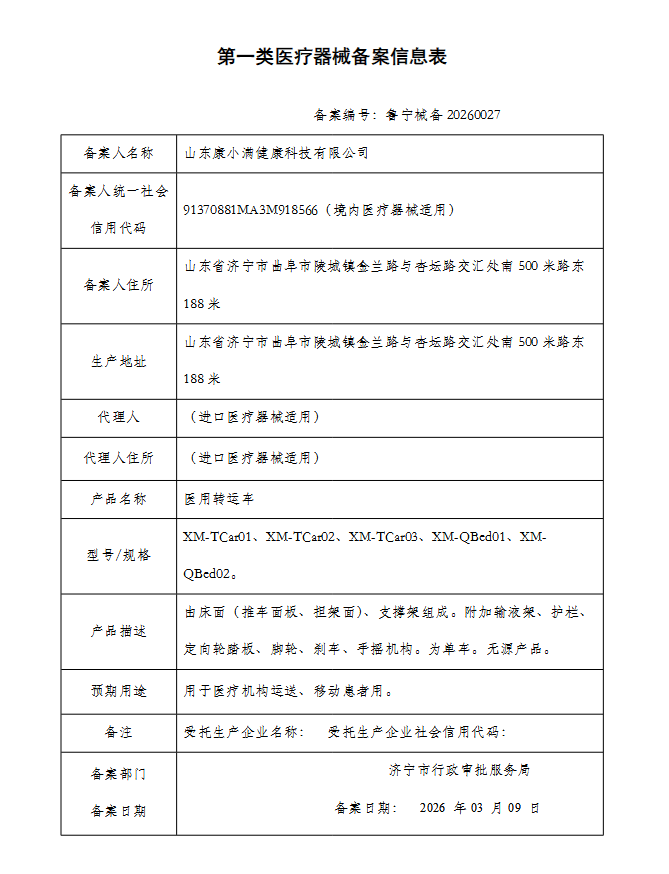 第一类医疗器械备案信息表
备案编号：鲁宁械备20260027
备案人名称
山东康小满健康科技有限公司
备案人统一社会
信用代码
91370881MA3M918566（境内医疗器械适用）
备案人住所
山东省济宁市曲阜市陵城镇金兰路与杏坛路交汇处南500米路东
188米
生产地址
山东省济宁市曲阜市陵城镇金兰路与杏坛路交汇处南500米路东
188米
代理人
（进口医疗器械适用）
代理人住所
（进口医疗器械适用）
产品名称
医用转运车
型号/规格
XM-TCar01、XM-TCar02、XM-TCar03、XM-QBed01、XM-
QBed02。
产品描述
由床面（推车面板、担架面）、支撑架组成。附加输液架、护栏、
定向轮踏板、脚轮、刹车、手摇机构。为单车。无源产品。
预期用途
用于医疗机构运送、移动患者用。
备注
受托生产企业名称： 受托生产企业社会信用代码：
备案部门
备案日期
济宁市行政审批服务局
备案日期： 2026 年 03 月 09 日